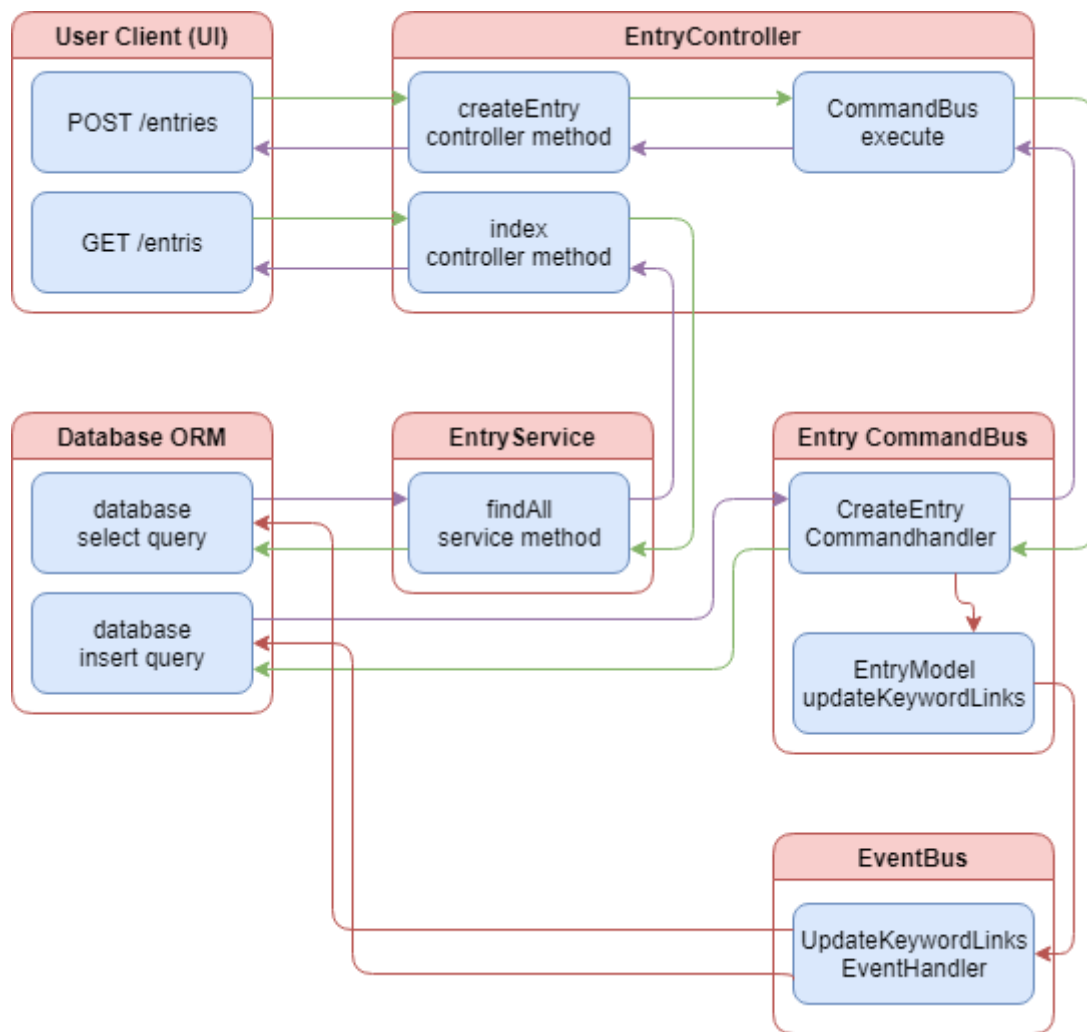 User Client (UI)
EntryController
POST /entries
createEntry
controller method
CommandBus
execute
GET /entris
index
controller method
Database ORM
EntryService
Entry CommandBus
database
select query
findAll
service method
CreateEntry
Commandhandler
database
insert query
EntryModel
updateKeywordLinks
EventBus
UpdateKeywordLinks
EventHandler